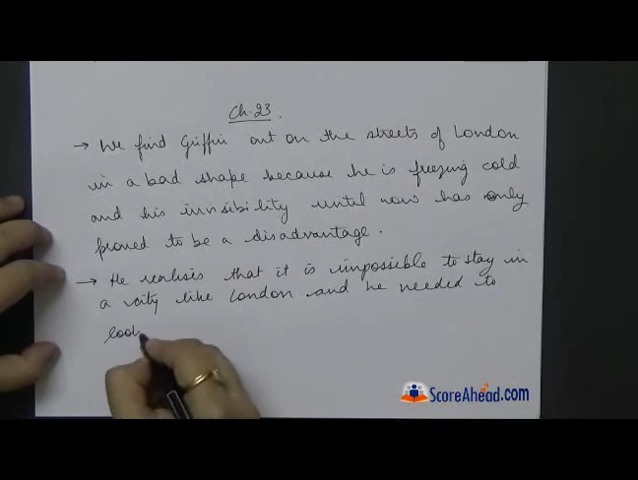 Ch. 23.
→ We find Griffin out on the streets of London
in a bad shape because he is freezing cold
and his invisibility until now has only
proved to be a disadvantage.
→ He realises that it is impossible to stay in
a city like London and he needed to
look
ScoreAhead.com